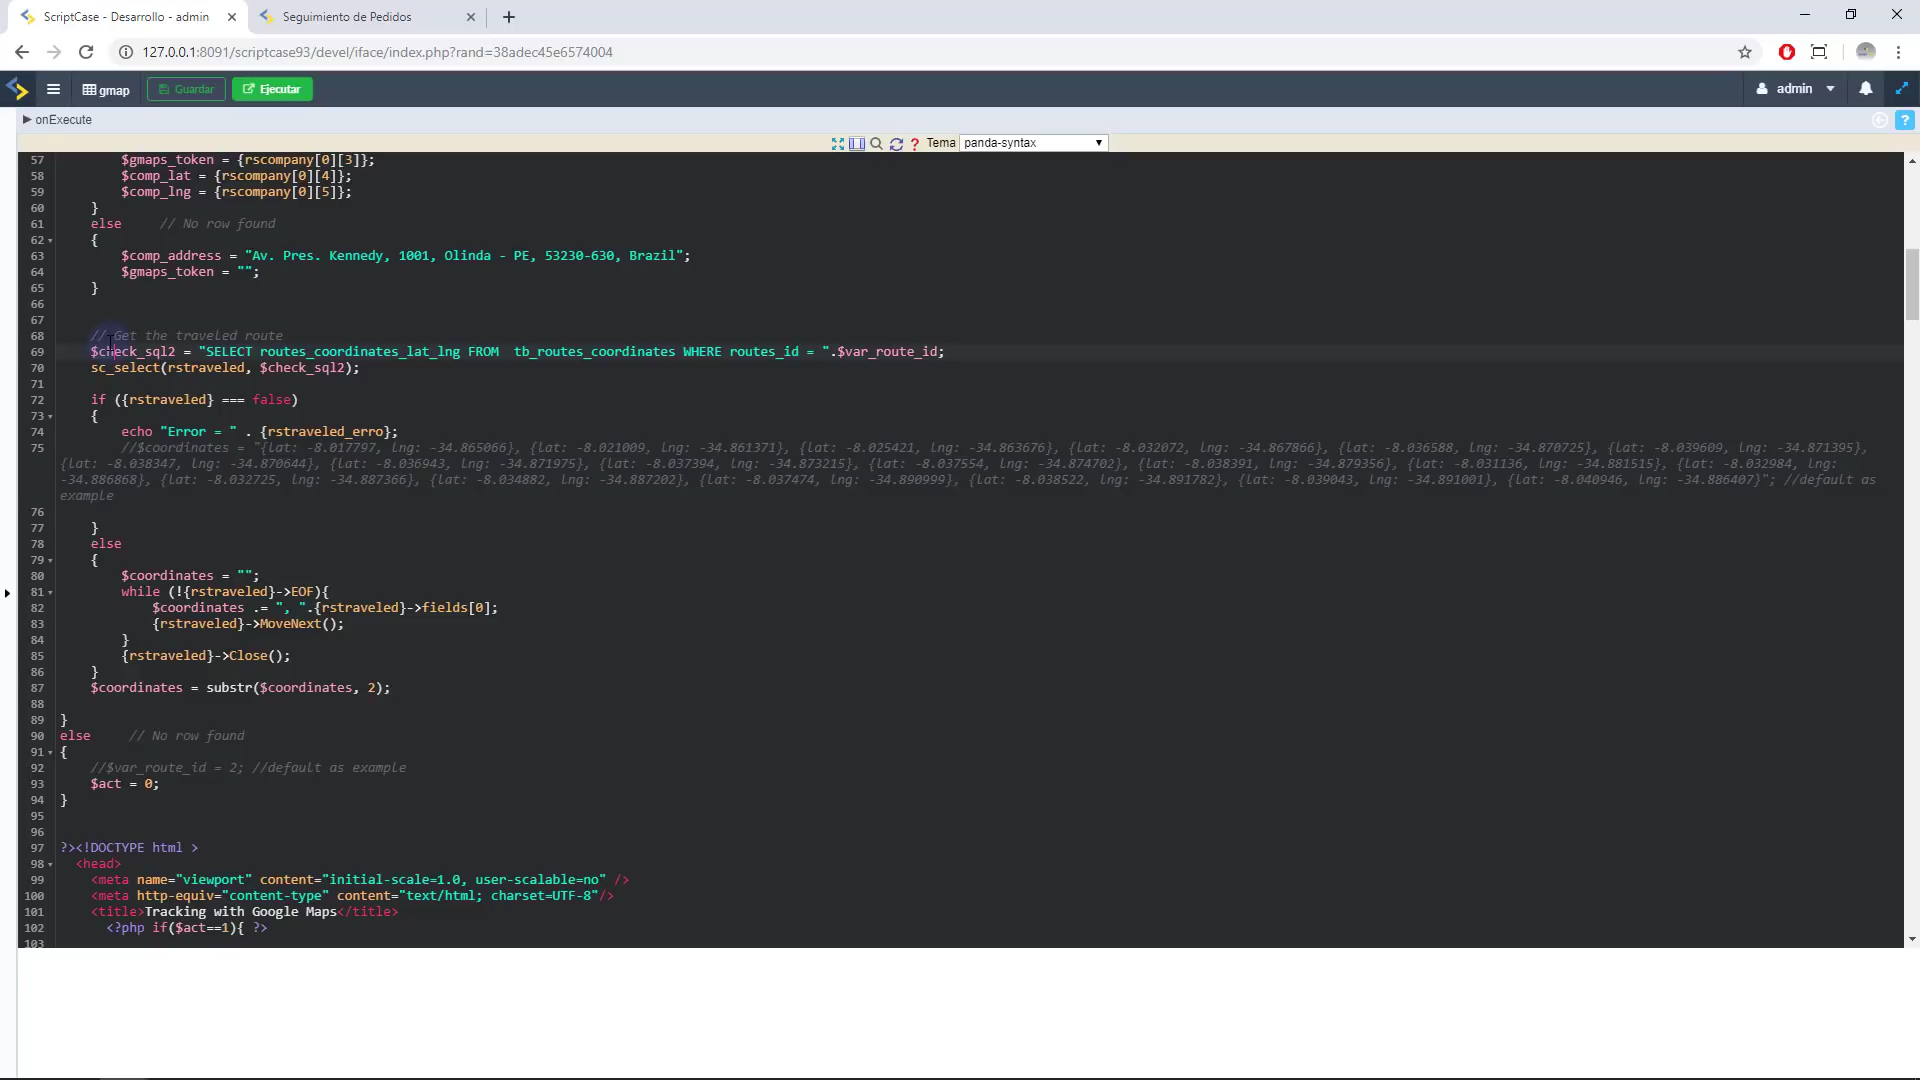 ScriptCase - Desarrollo - admin
Seguimiento de Pedidos
127.0.0.1:8091/scriptcase93/devel/iface/index.php?rand=38adec45e6574004
gmap
Guardar
Ejecutar
admin
onExecute
Tema
panda-syntax
57 $gmaps_token = {rscompany[0][3]};
58 $comp_lat = {rscompany[0][4]};
59 $comp_lng = {rscompany[0][5]};
60 }
61 else // No row found
62 {
63 $comp_address = "Av. Pres. Kennedy, 1001, Olinda - PE, 53230-630, Brazil";
64 $gmaps_token = "";
65 }
66
67
68 // Get the traveled route
69 $check_sql2 = "SELECT routes_coordinates_lat_lng FROM  tb_routes_coordinates WHERE routes_id = ".$var_route_id;
70 sc_select(rstraveled, $check_sql2);
71
72 if ({rstraveled} === false)
73 {
74 echo "Error = " . {rstraveled_erro};
75 //$coordinates = "{lat: -8.017797, lng: -34.865066}, {lat: -8.021009, lng: -34.861371}, {lat: -8.025421, lng: -34.863676}, {lat: -8.032072, lng: -34.867866}, {lat: -8.036588, lng: -34.870725}, {lat: -8.039609, lng: -34.871395},
{lat: -8.038347, lng: -34.870644}, {lat: -8.036943, lng: -34.871975}, {lat: -8.037394, lng: -34.873215}, {lat: -8.037554, lng: -34.874702}, {lat: -8.038391, lng: -34.879356}, {lat: -8.031136, lng: -34.881515}, {lat: -8.032984, lng:
-34.886868}, {lat: -8.032725, lng: -34.887366}, {lat: -8.034882, lng: -34.887202}, {lat: -8.037474, lng: -34.890999}, {lat: -8.038522, lng: -34.891782}, {lat: -8.039043, lng: -34.891001}, {lat: -8.040946, lng: -34.886407}"; //default as
example
76
77 }
78 else
79 {
80 $coordinates = "";
81 while (!{rstraveled}->EOF){
82 $coordinates .= ", ".{rstraveled}->fields[0];
83 {rstraveled}->MoveNext();
84 }
85 {rstraveled}->Close();
86 }
87 $coordinates = substr($coordinates, 2);
88
89 }
90 else // No row found
91 {
92 //$var_route_id = 2; //default as example
93 $act = 0;
94 }
95
96
97 ?><!DOCTYPE html >
98 <head>
99 <meta name="viewport" content="initial-scale=1.0, user-scalable=no" />
100 <meta http-equiv="content-type" content="text/html; charset=UTF-8"/>
101 <title>Tracking with Google Maps</title>
102 <?php if($act==1){ ?>
103